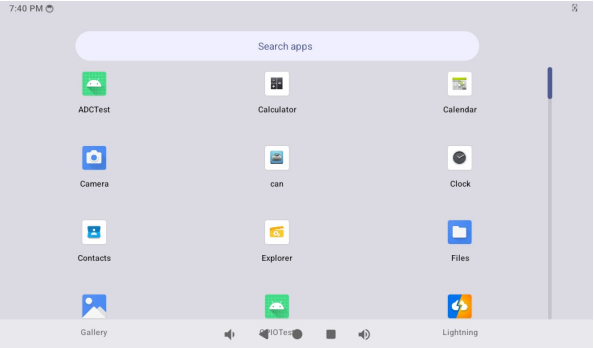 7:40 PM
Search apps
ADCTest
Calculator
Calendar
Camera
can
Clock
Contacts
Explorer
Files
Gallery
GPIOTest
Lightning